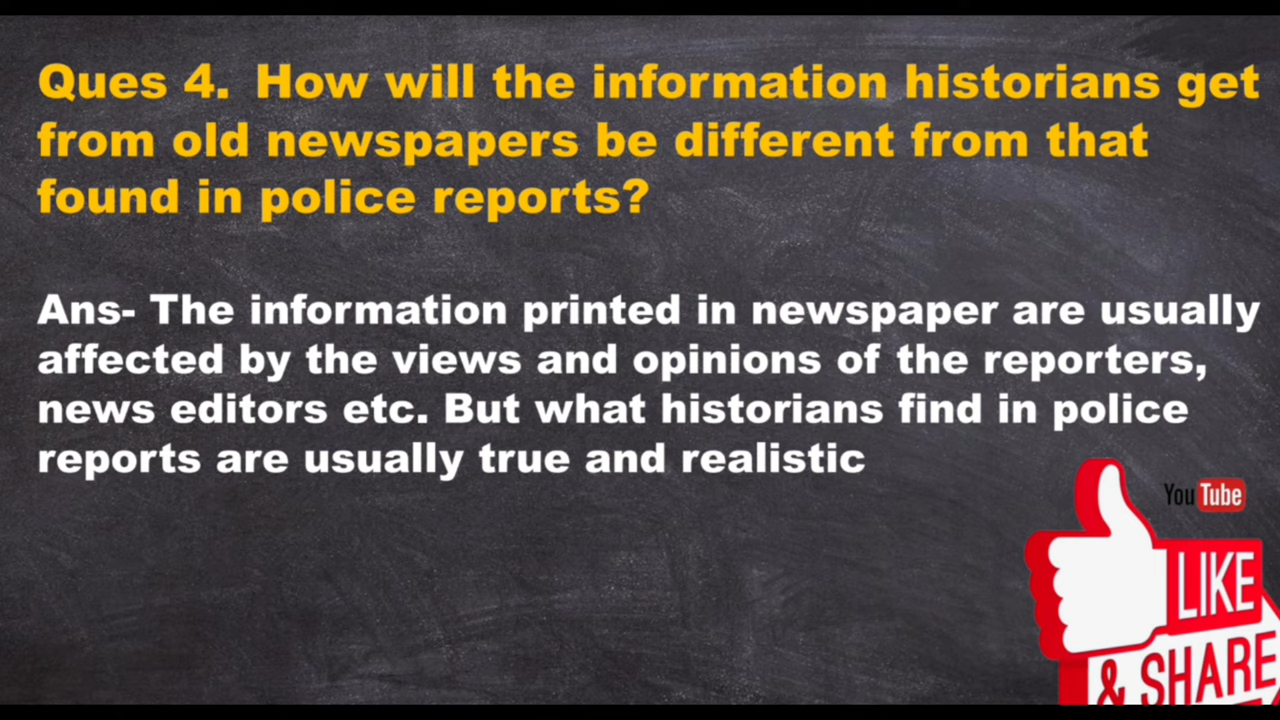 Ques 4. How will the information historians get
from old newspapers be different from that
found in police reports?
Ans- The information printed in newspaper are usually
affected by the views and opinions of the reporters,
news editors etc. But what historians find in police
reports are usually true and realistic
YouTube
LIKE
& SHARE